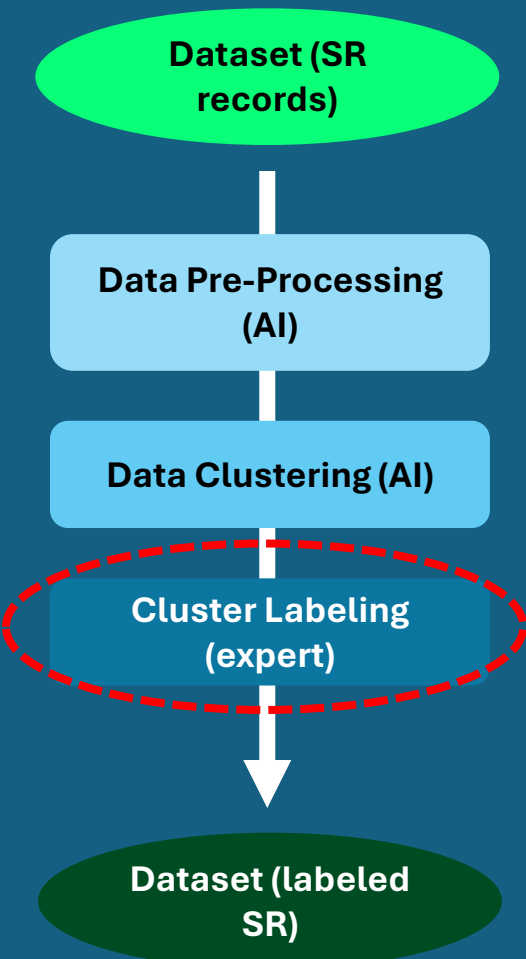 Dataset (SR
records)
Data Pre-Processing
(AI)
Data Clustering (AI)
Cluster Labeling
(expert)
Dataset (labeled
SR)